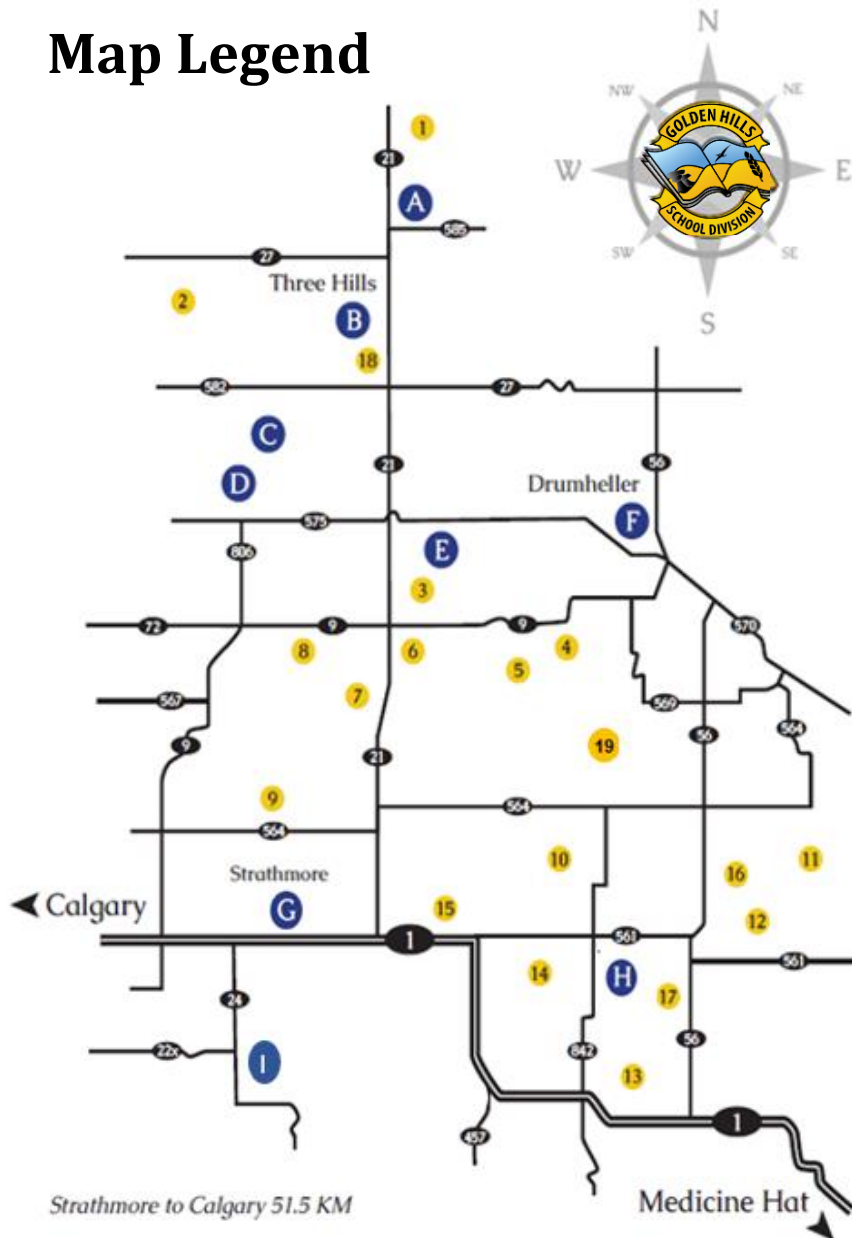 Map Legend
N
NW
NE
GOLDEN HILLS
W
E
SCHOOL DIVISION
SW
SE
S
1
21
A
585
27
Three Hills
2
B
18
582
27
C
21
56
D
Drumheller
575
F
806
E
3
72
9
9
570
8
6
4
5
7
567
569
9
56
564
19
21
9
564
564
10
11
16
Strathmore
Calgary
G
15
12
1
561
561
14
H
17
24
22x
I
842
56
13
1
457
Strathmore to Calgary 51.5 KM
Medicine Hat